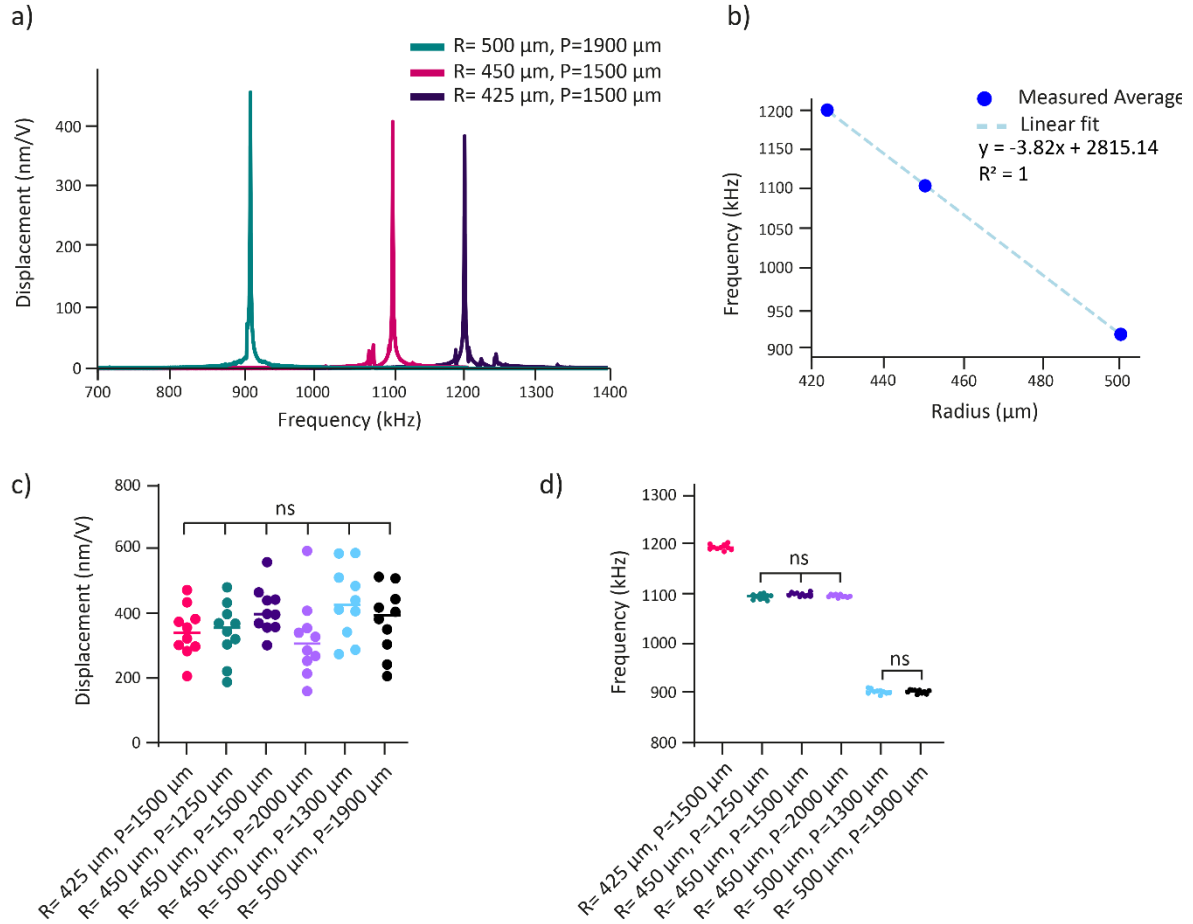 a)
R= 500 µm, P=1900 µm
R= 450 µm, P=1500 µm
R= 425 µm, P=1500 µm
Displacement (nm/V)
400
300
200
100
0
700
800
900
1000
1100
1200
1300
1400
Frequency (kHz)
b)
Measured Average
Linear fit
y = -3.82x + 2815.14
R² = 1
Frequency (kHz)
1200
1150
1100
1050
1000
950
900
420
440
460
480
500
Radius (µm)
c)
Displacement (nm/V)
800
600
400
200
0
ns
R= 425 µm, P=1500 µm
R= 450 µm, P=1250 µm
R= 450 µm, P=1500 µm
R= 450 µm, P=2000 µm
R= 500 µm, P=1300 µm
R= 500 µm, P=1900 µm
d)
Frequency (kHz)
1300
1200
1100
1000
900
800
ns
ns
R= 425 µm, P=1500 µm
R= 450 µm, P=1250 µm
R= 450 µm, P=1500 µm
R= 450 µm, P=2000 µm
R= 500 µm, P=1300 µm
R= 500 µm, P=1900 µm